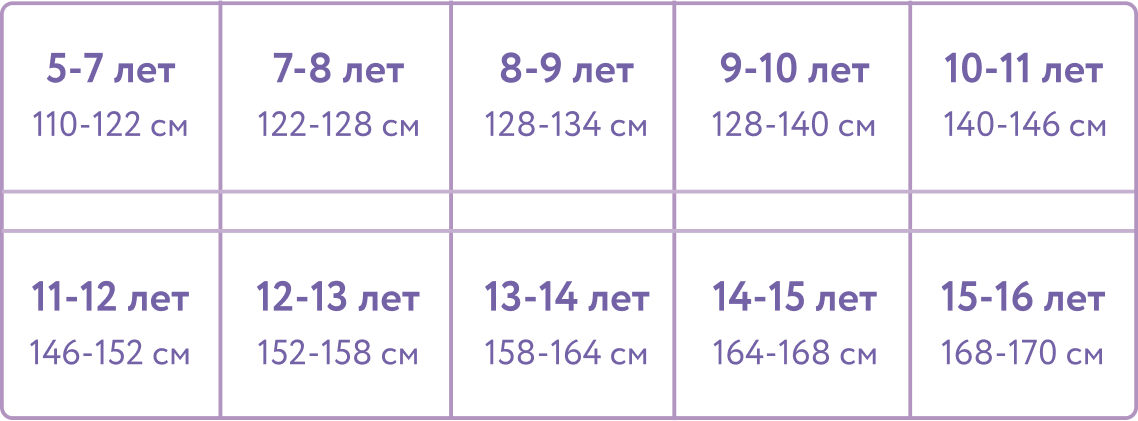 5-7 лет
110-122 см
7-8 лет
122-128 см
8-9 лет
128-134 см
9-10 лет
128-140 см
10-11 лет
140-146 см
11-12 лет
146-152 см
12-13 лет
152-158 см
13-14 лет
158-164 см
14-15 лет
164-168 см
15-16 лет
168-170 см